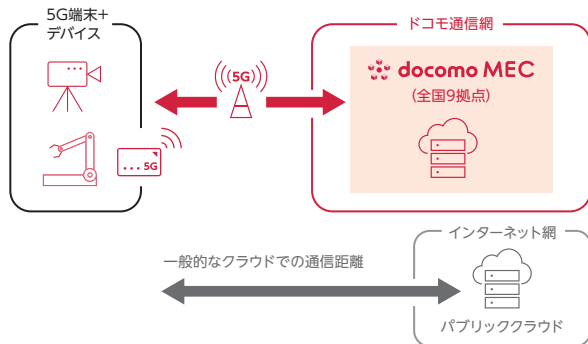 5G端末+
デバイス
ドコモ通信網
(5G)
docomo MEC
(全国9拠点)
... 5G
インターネット網
一般的なクラウドでの通信距離
パブリッククラウド